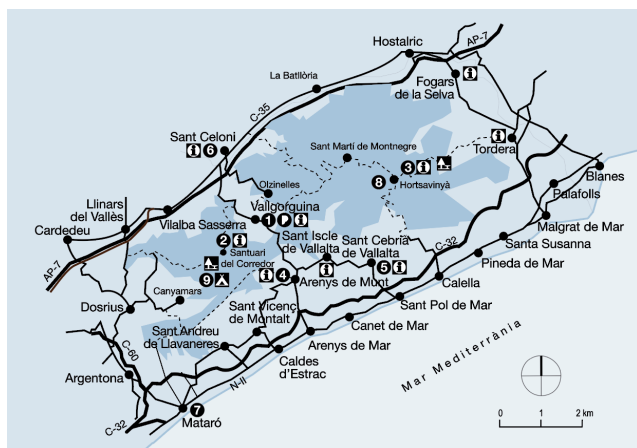 Hostalric
AP-7
La Batllòria
Fogars
de la Selva
C-35
Sant Celoni
6
Sant Martí de Montnegre
Tordera
3
8
Hortsavinyà
Blanes
Olzinelles
Palafolls
Llinars
del Vallès
Vallgorguina
1 P
Vilalba Sasserra
Cardedeu
2
Santuari
del Corredor
Sant Iscle
de Vallalta
Sant Cebrià
de Vallalta
C-32
Malgrat de Mar
Santa Susanna
Pineda de Mar
AP-7
9
4
5
Arenys de Munt
Calella
Canyamars
Sant Pol de Mar
Dosrius
Sant Vicenç
de Montalt
Canet de Mar
Sant Andreu
de Llavaneres
Arenys de Mar
Mar Mediterrània
C-60
Caldes
d'Estrac
Argentona
N-II
C-32
7
Mataró
0 1 2 km